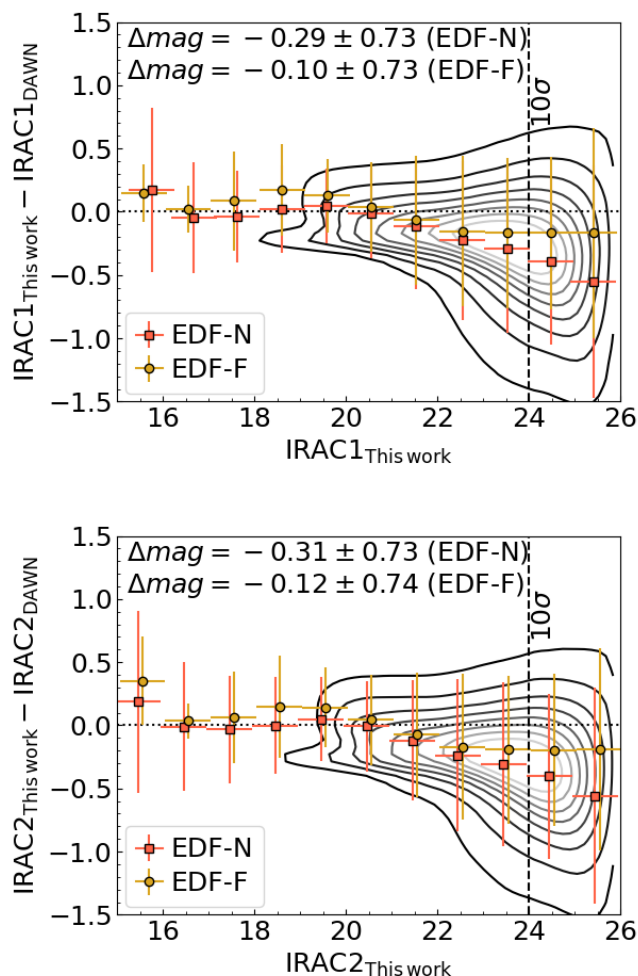 Δmag = − 0.29 ± 0.73 (EDF-N)
Δmag = − 0.10 ± 0.73 (EDF-F)
10σ
IRAC1This work − IRAC1DAWN
1.5
1.0
0.5
0.0
−0.5
−1.0
−1.5
EDF-N
EDF-F
16 18 20 22 24 26
IRAC1This work
Δmag = − 0.31 ± 0.73 (EDF-N)
Δmag = − 0.12 ± 0.74 (EDF-F)
10σ
IRAC2This work − IRAC2DAWN
1.5
1.0
0.5
0.0
−0.5
−1.0
−1.5
EDF-N
EDF-F
16 18 20 22 24 26
IRAC2This work